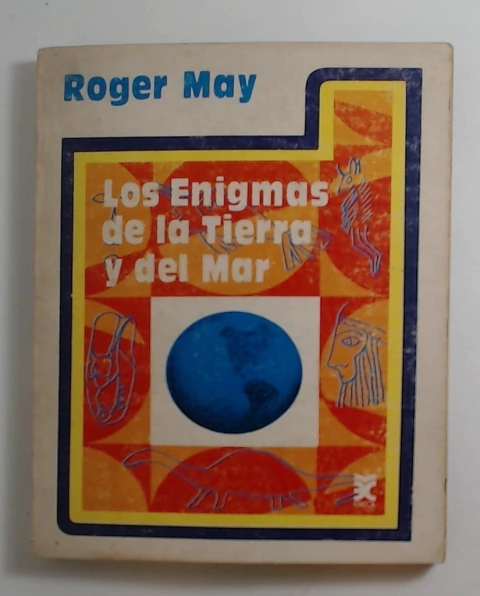 Roger May
Los Enigmas
de la Tierra
y del Mar